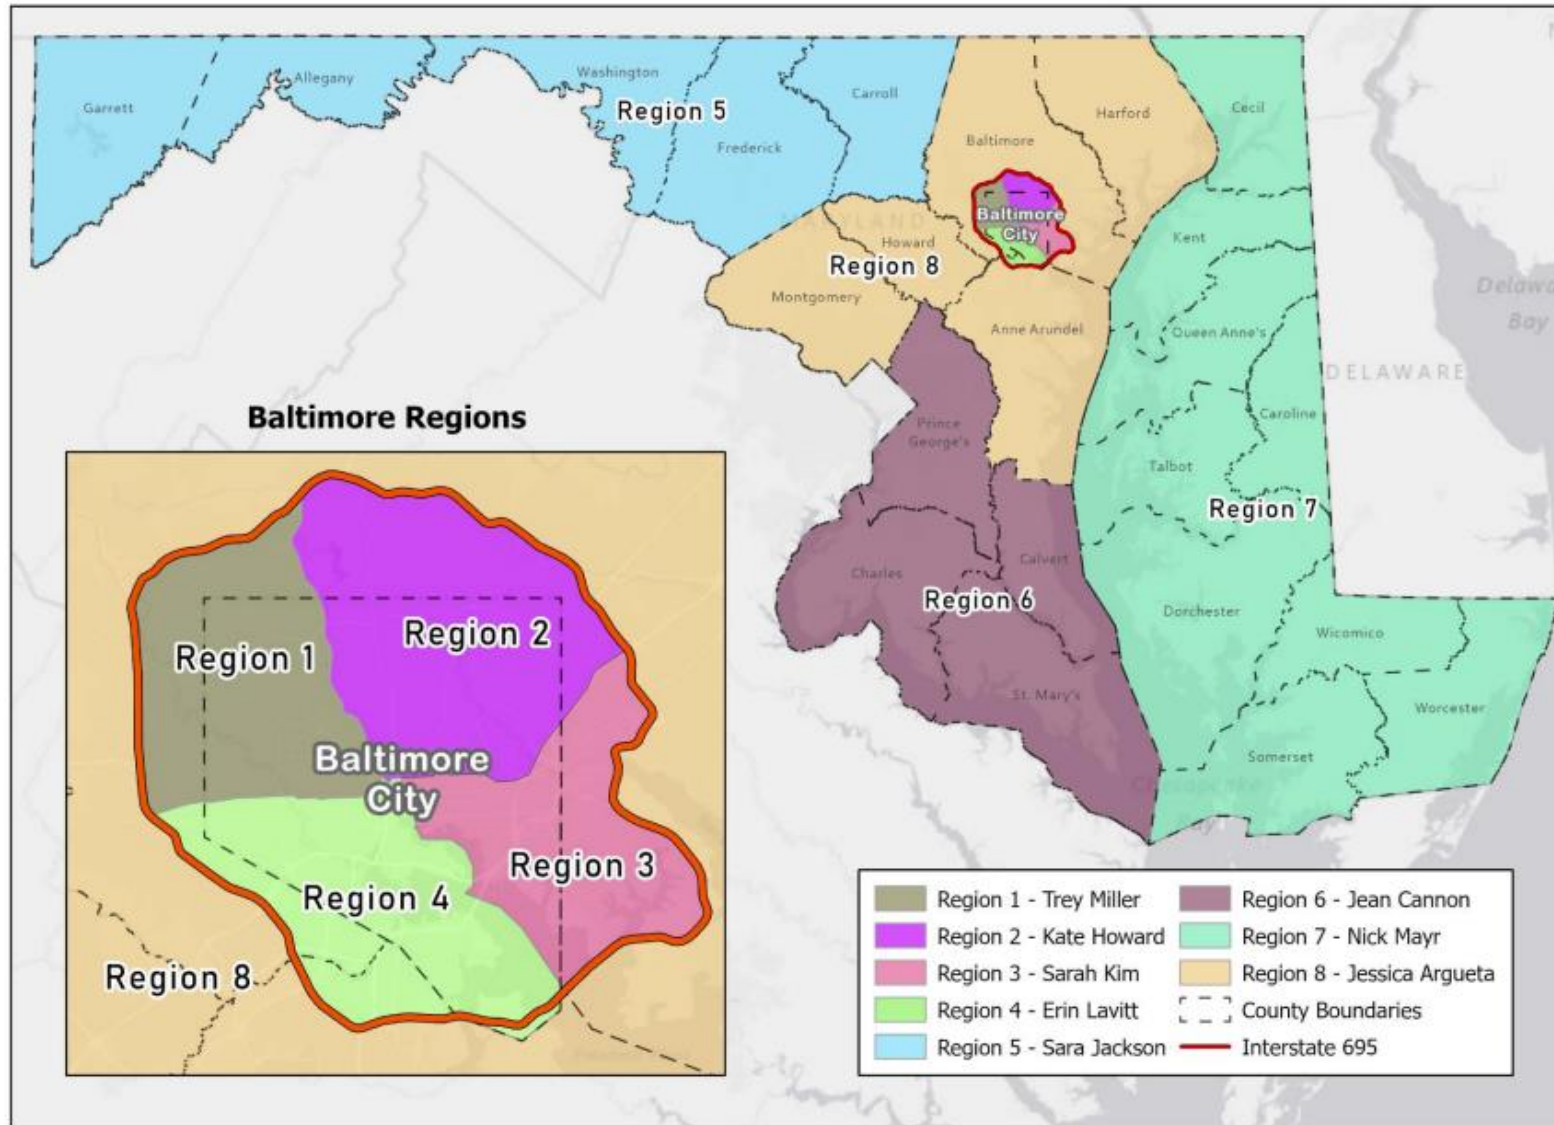 Garrett
Allegany
Washington
Region 5
Frederick
Carroll
Baltimore
Harford
Cecil
MARYLAND
Baltimore
City
Howard
Region 8
Montgomery
Anne Arundel
Kent
Queen Anne's
Delawa
Bay
DELAWARE
Caroline
Talbot
Region 7
Prince
George's
Charles
Calvert
Region 6
St. Mary's
Dorchester
Wicomico
Worcester
Somerset
Chesapeake
Bay
Baltimore Regions
Region 1
Region 2
Baltimore
City
Region 3
Region 4
Region 8
Region 1 - Trey Miller
Region 2 - Kate Howard
Region 3 - Sarah Kim
Region 4 - Erin Lavitt
Region 5 - Sara Jackson
Region 6 - Jean Cannon
Region 7 - Nick Mayr
Region 8 - Jessica Argueta
County Boundaries
Interstate 695